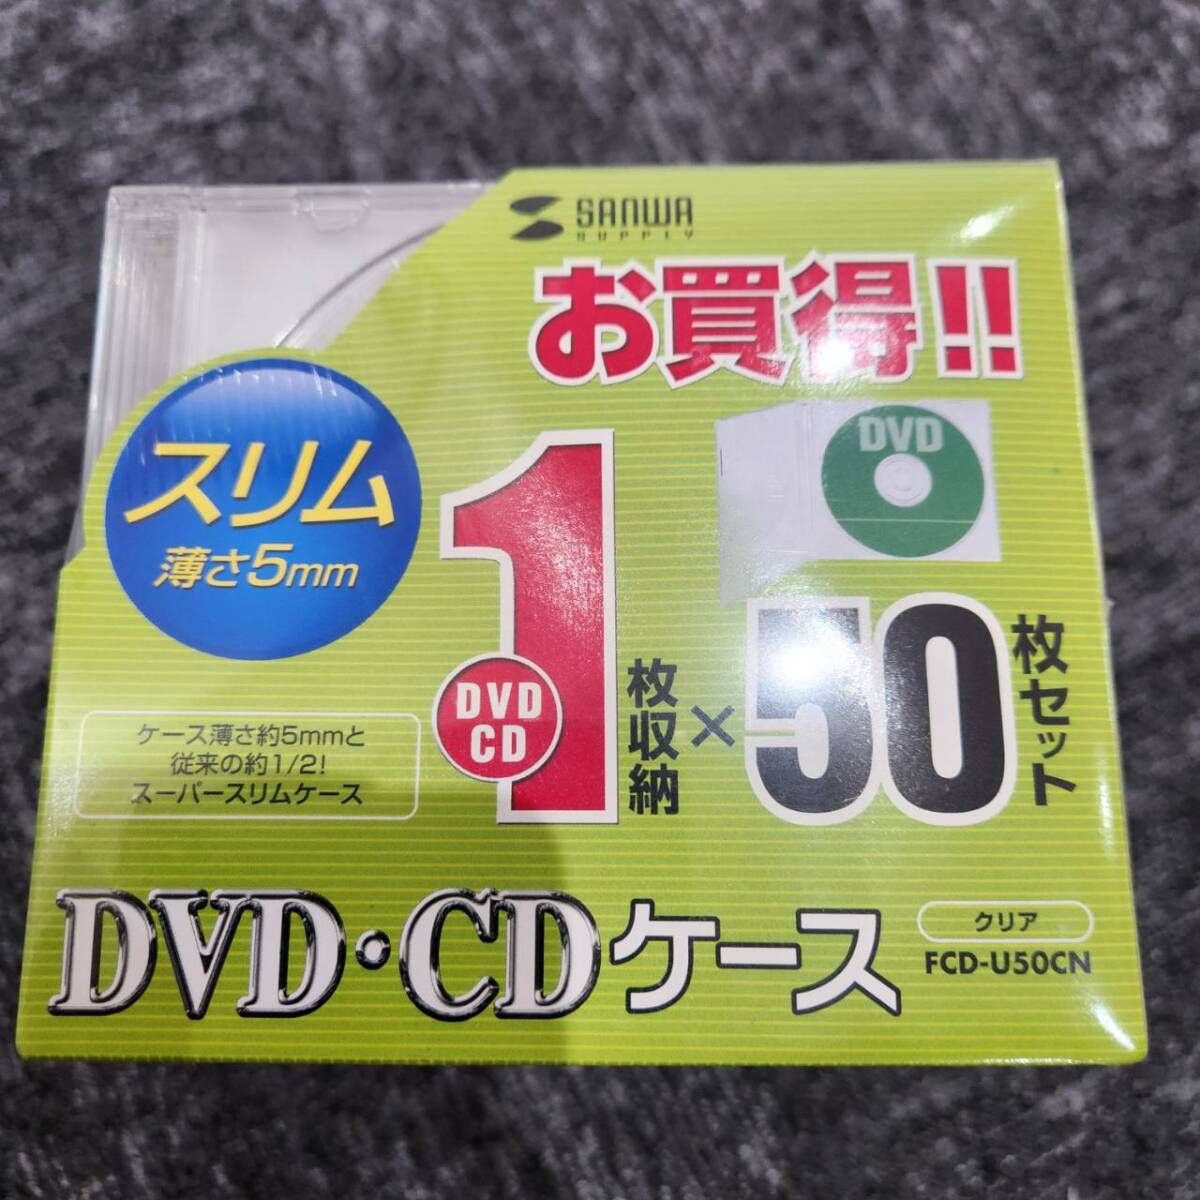 SANWA
SUPPLY
お買得!!
DVD
スリム
薄さ5mm
1
枚収納
DVD
CD
×
50
枚セット
ケース薄さ約5mmと
従来の約1/2!
スーパースリムケース
DVD・CDケース
クリア
FCD-U50CN